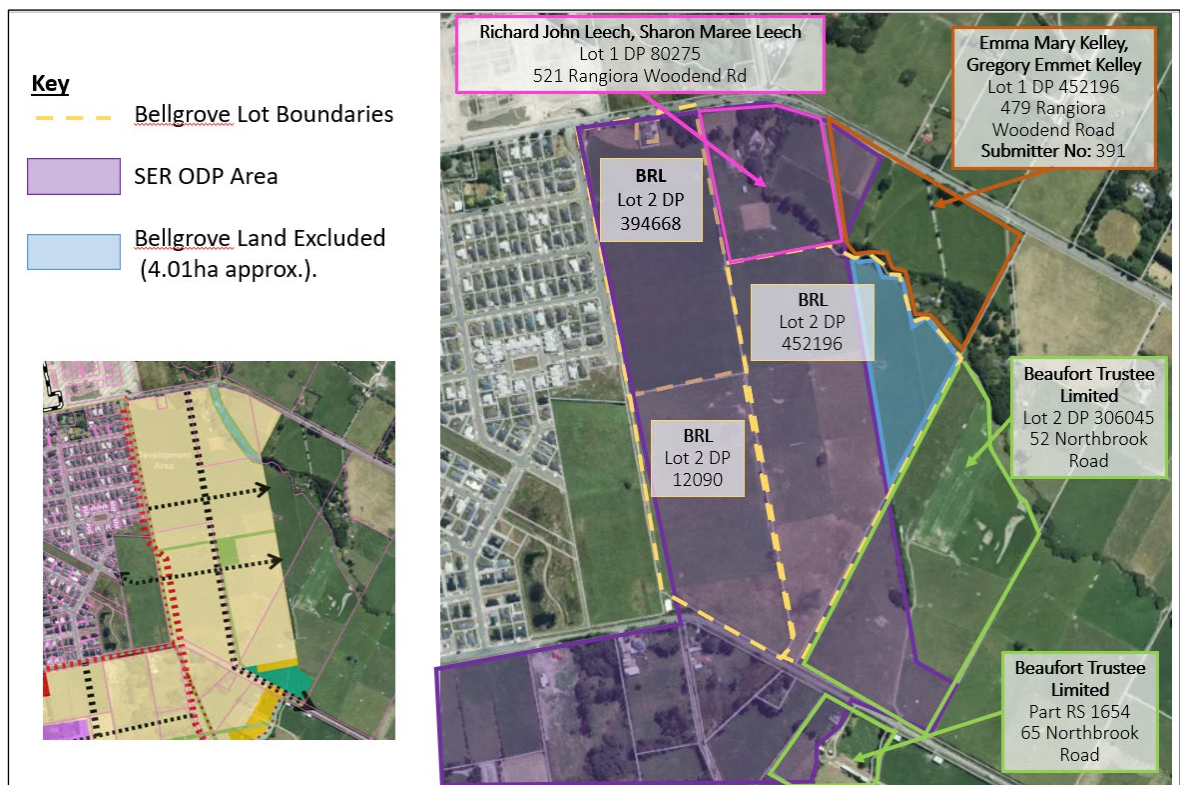 Key
Bellgrove Lot Boundaries
SER ODP Area
Bellgrove Land Excluded
(4.01ha approx.).
Richard John Leech, Sharon Maree Leech
Lot 1 DP 80275
521 Rangiora Woodend Rd
Emma Mary Kelley,
Gregory Emmet Kelley
Lot 1 DP 452196
479 Rangiora
Woodend Road
Submitter No: 391
BRL
Lot 2 DP
394668
BRL
Lot 2 DP
452196
BRL
Lot 2 DP
12090
Beaufort Trustee
Limited
Lot 2 DP 306045
52 Northbrook
Road
Beaufort Trustee
Limited
Part RS 1654
65 Northbrook
Road
Development
Area